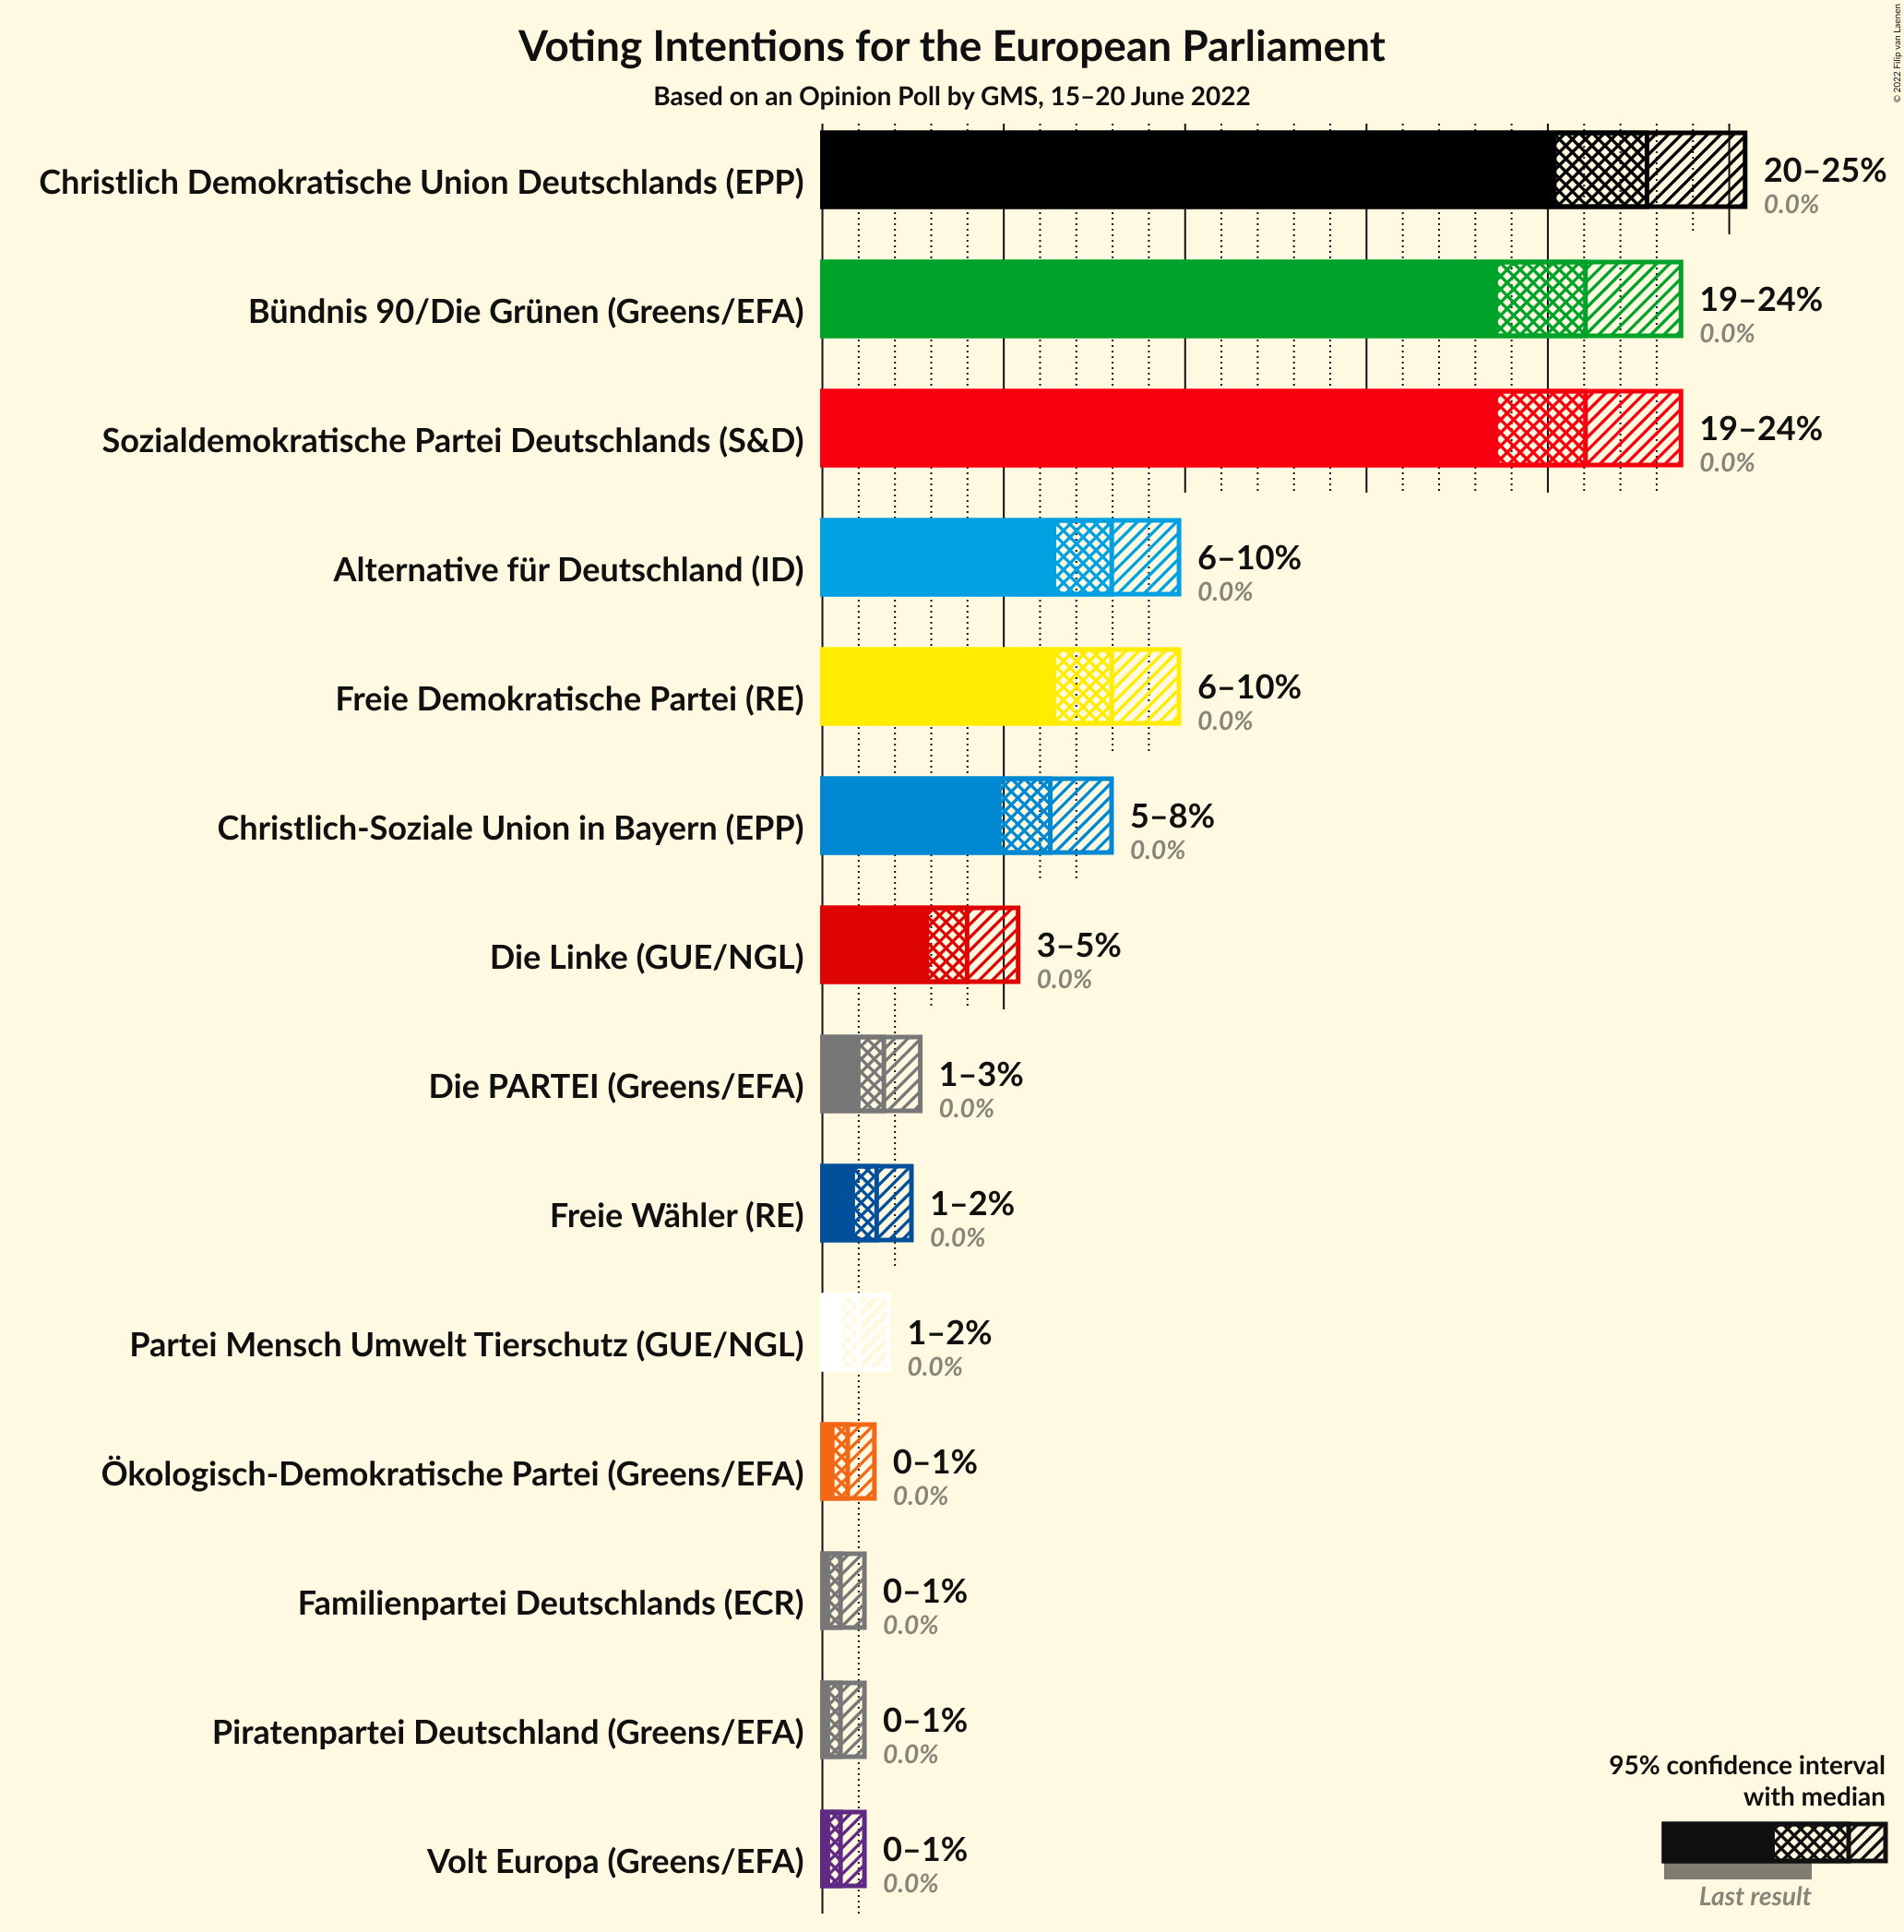 Voting Intentions for the European Parliament
Based on an Opinion Poll by GMS, 15–20 June 2022
© 2022 Filip van Laenen
Christlich Demokratische Union Deutschlands (EPP)
20–25%
0.0%
Bündnis 90/Die Grünen (Greens/EFA)
19–24%
0.0%
Sozialdemokratische Partei Deutschlands (S&D)
19–24%
0.0%
Alternative für Deutschland (ID)
6–10%
0.0%
Freie Demokratische Partei (RE)
6–10%
0.0%
Christlich-Soziale Union in Bayern (EPP)
5–8%
0.0%
Die Linke (GUE/NGL)
3–5%
0.0%
Die PARTEI (Greens/EFA)
1–3%
0.0%
Freie Wähler (RE)
1–2%
0.0%
Partei Mensch Umwelt Tierschutz (GUE/NGL)
1–2%
0.0%
Ökologisch-Demokratische Partei (Greens/EFA)
0–1%
0.0%
Familienpartei Deutschlands (ECR)
0–1%
0.0%
Piratenpartei Deutschland (Greens/EFA)
0–1%
0.0%
Volt Europa (Greens/EFA)
0–1%
0.0%
95% confidence interval
with median
Last result